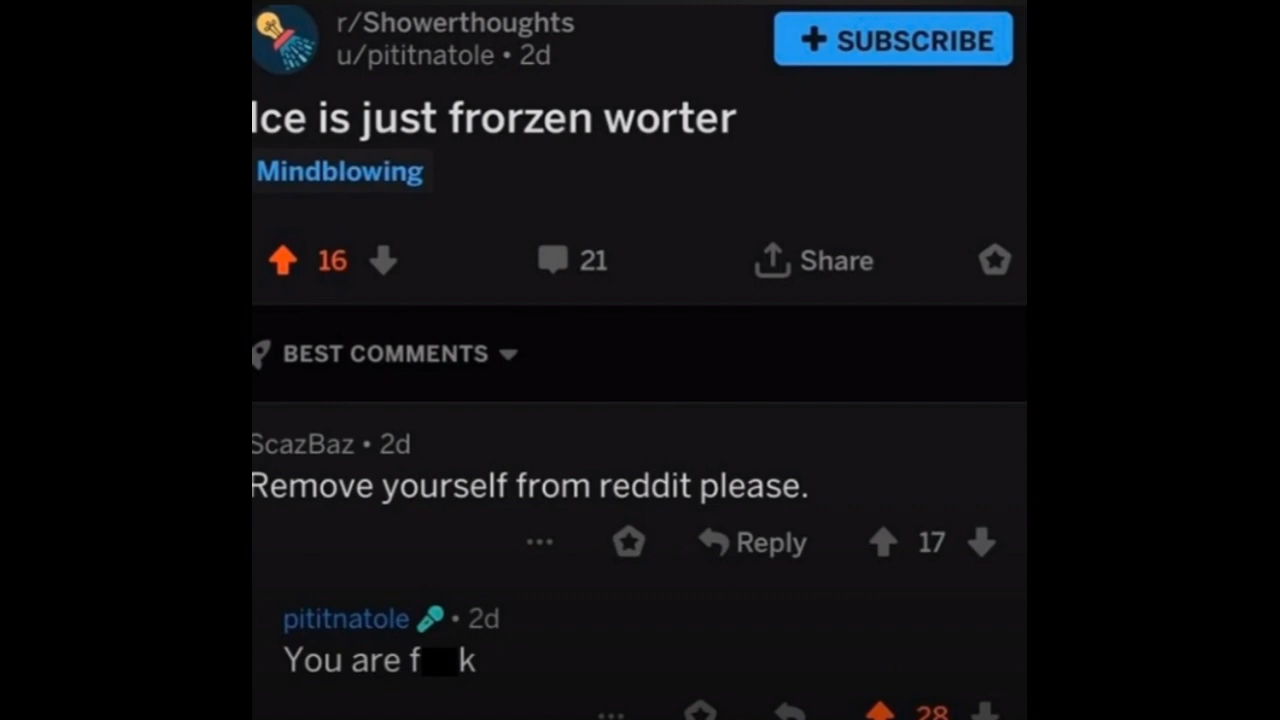 r/Showerthoughts
u/pititnatole • 2d
+ SUBSCRIBE
Ice is just frorzen worter
Mindblowing
16
21
Share
BEST COMMENTS
ScazBaz • 2d
Remove yourself from reddit please.
... Reply 17
pititnatole • 2d
You are f k
... 28